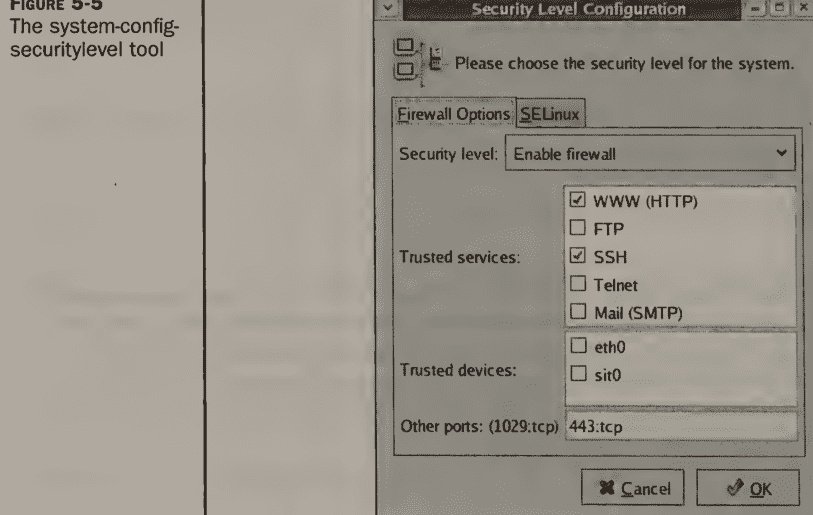 FIGURE 5-5
The system-config-
securitylevel tool
Security Level Configuration
Please choose the security level for the system.
Firewall Options
SELinux
Security level: Enable firewall
Trusted services:
WWW (HTTP)
FTP
SSH
Telnet
Mail (SMTP)
Trusted devices:
eth0
sit0
Other ports: (1029:tcp) 443:tcp
Cancel
OK